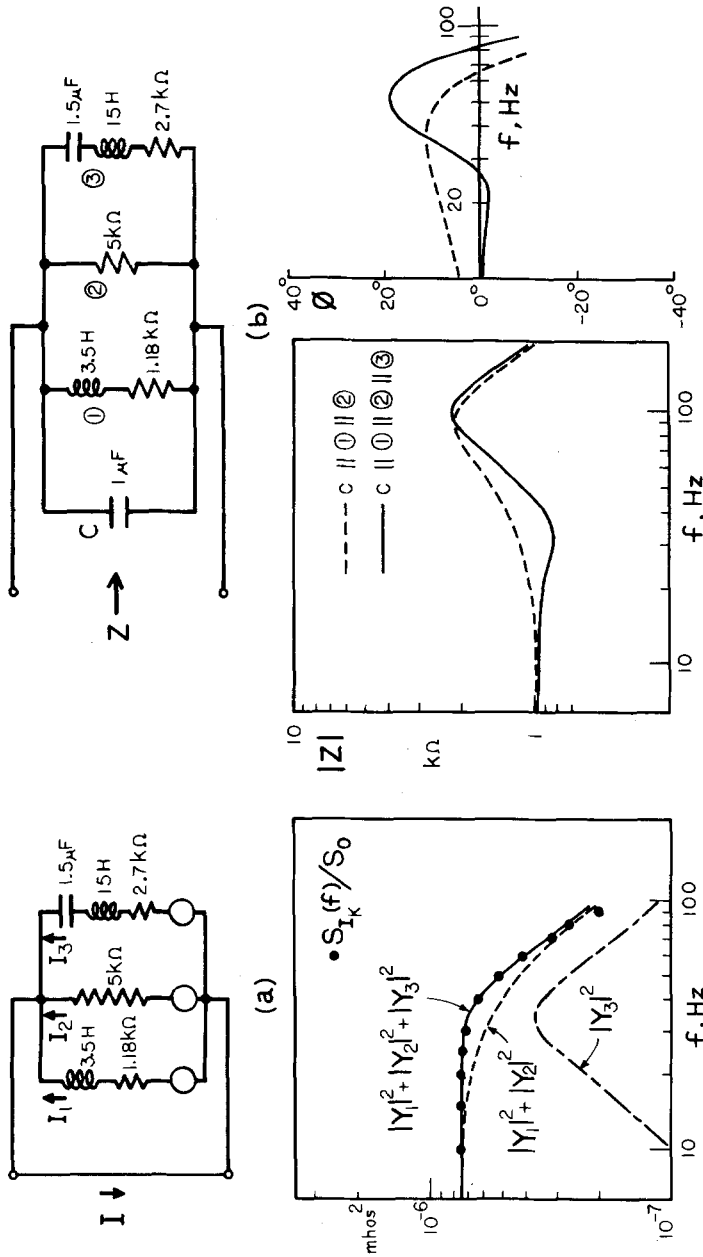 I
I₁
I₂
I₃
3.5H
1.18kΩ
5kΩ
1.5μF
15H
2.7kΩ
(a)
Z
C
1μF
①
3.5H
1.18kΩ
②
5kΩ
③
1.5μF
15H
2.7kΩ
(b)
mhos²
10⁻⁶
10⁻⁷
● S_{I_K}(f)/S₀
|Y₁|²+|Y₂|²+|Y₃|²
|Y₁|²+|Y₂|²
|Y₃|²
10
100
f, Hz
|Z|
kΩ
10
1
--- C || ① || ②
— C || ① || ② || ③
10
100
f, Hz
Ø
40°
20°
0°
-20°
-40°
20
100
f, Hz